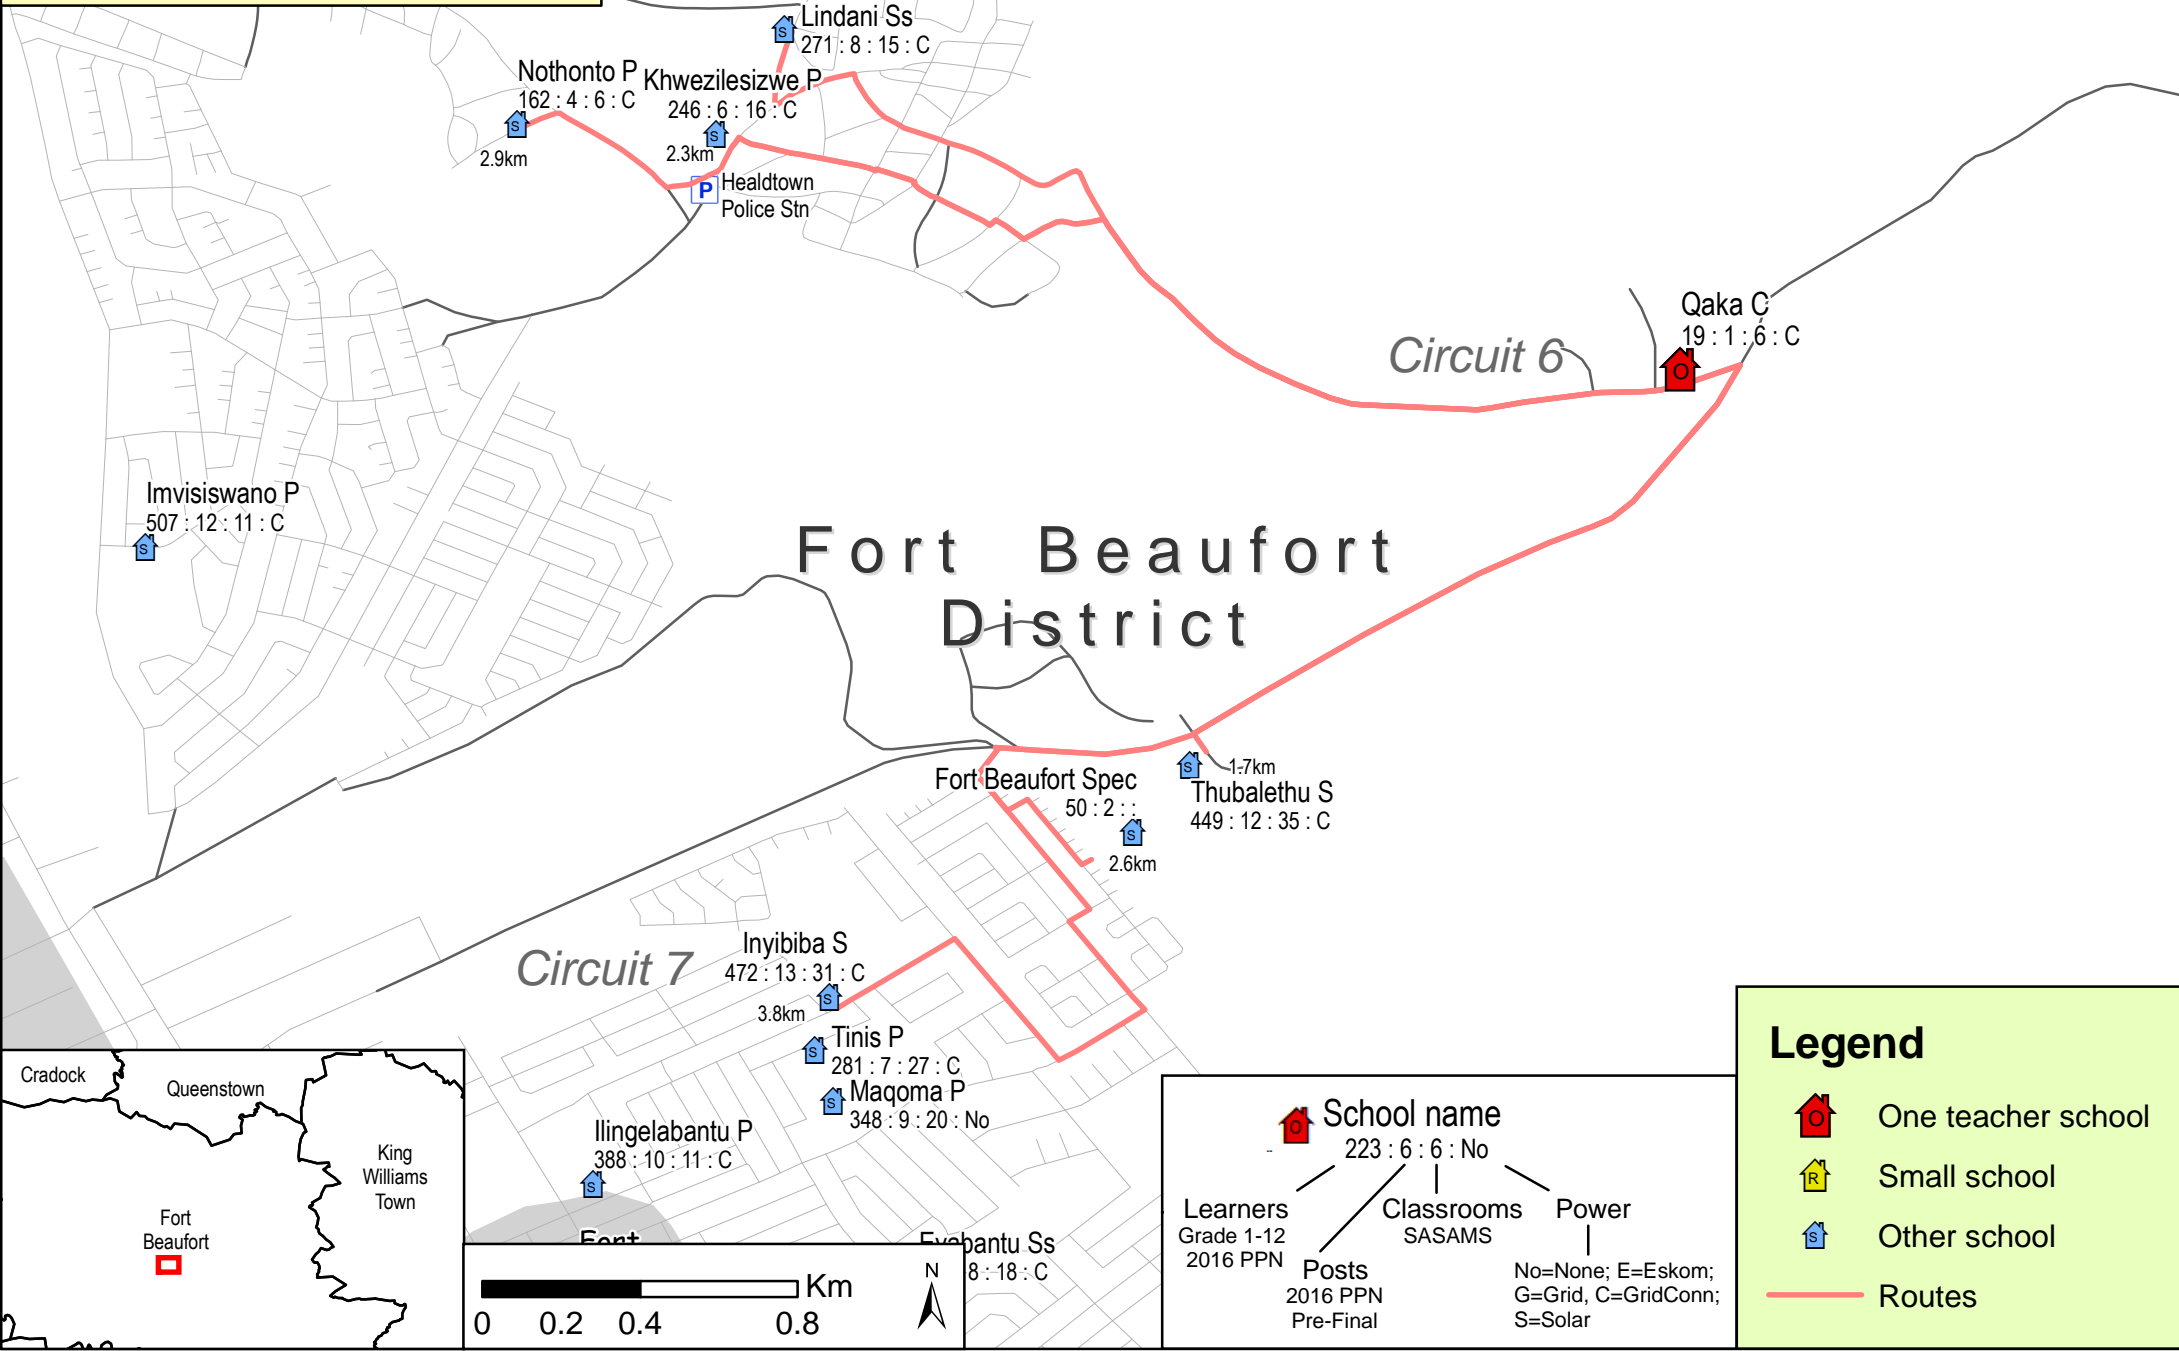 Lindani Ss
271 : 8 : 15 : C
Nothonto P
162 : 4 : 6 : C
2.9km
Khwezilesizwe P
246 : 6 : 16 : C
2.3km
P
Healdtown
Police Stn
Qaka C
19 : 1 : 6 : C
O
Circuit 6
Imvisiswano P
507 : 12 : 11 : C
Fort Beaufort
District
1.7km
Thubalethu S
449 : 12 : 35 : C
Fort Beaufort Spec
50 : 2 : :
2.6km
Circuit 7
Inyibiba S
472 : 13 : 31 : C
3.8km
Tinis P
281 : 7 : 27 : C
Maqoma P
348 : 9 : 20 : No
Ilingelabantu P
388 : 10 : 11 : C
Fort
8 : 18 : C
Cradock
Queenstown
King
Williams
Town
Fort
Beaufort
Km
0 0.2 0.4 0.8
N
School name
223 : 6 : 6 : No
Learners
Grade 1-12
2016 PPN
Posts
2016 PPN
Pre-Final
Classrooms
SASAMS
Power
No=None; E=Eskom;
G=Grid, C=GridConn;
S=Solar
Legend
O One teacher school
R Small school
S Other school
Routes